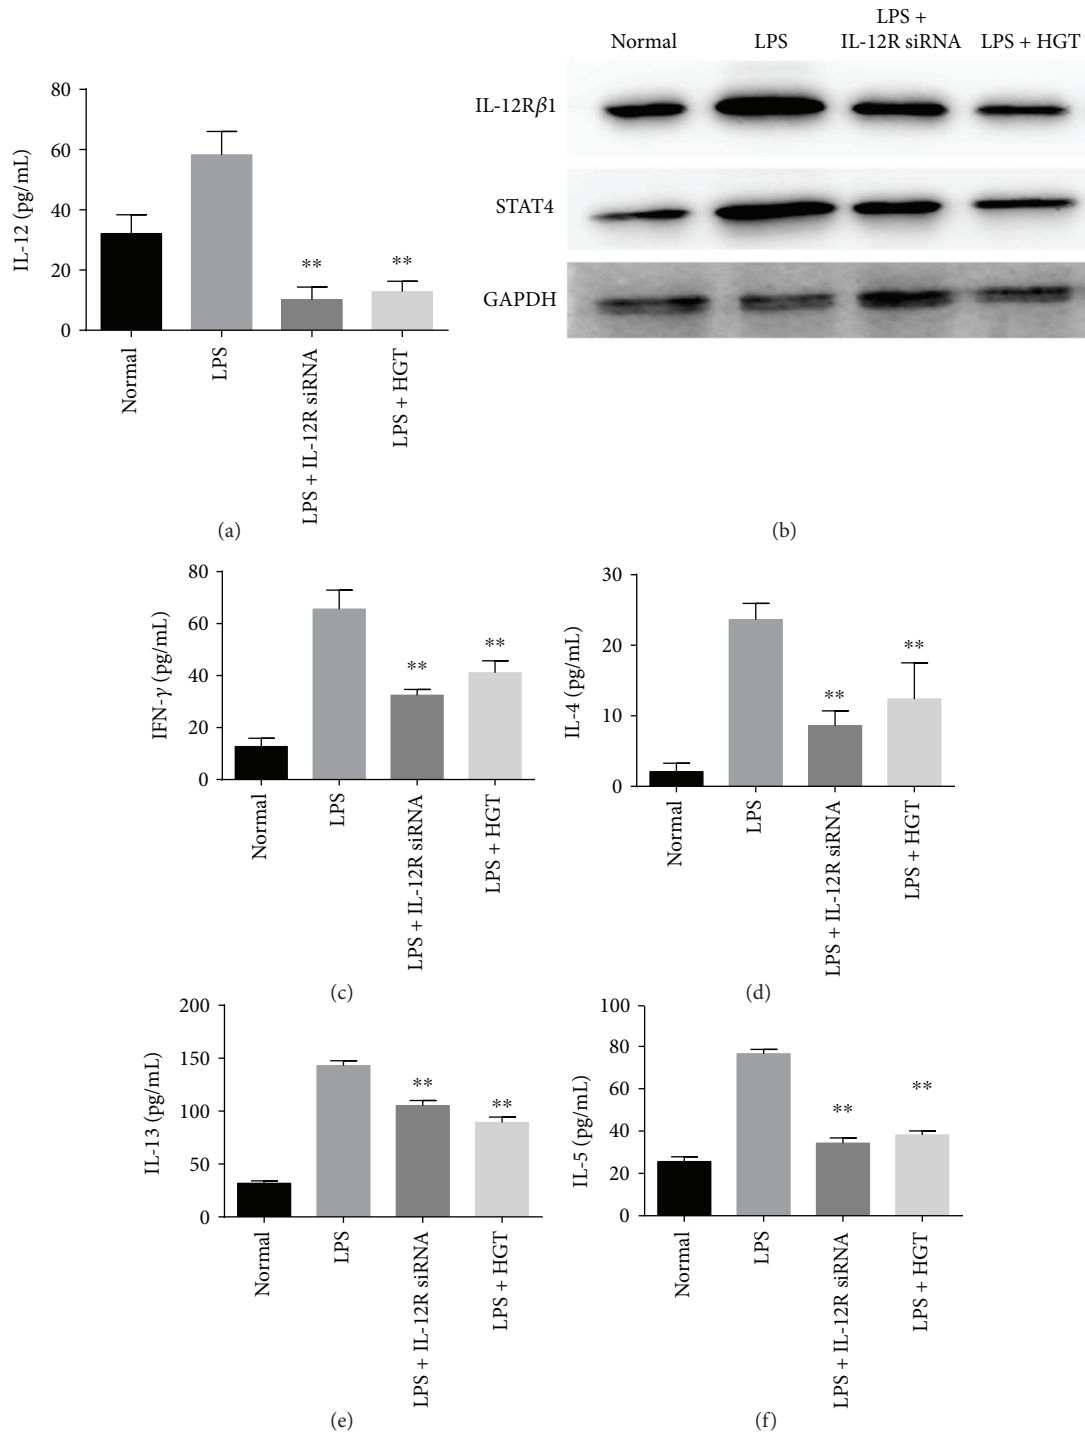 80
60
40
20
0
IL-12 (pg/mL)
**
**
Normal
LPS
LPS + IL-12R siRNA
LPS + HGT
(a)
Normal
LPS
LPS +
IL-12R siRNA
LPS + HGT
IL-12Rβ1
STAT4
GAPDH
(b)
80
60
40
20
0
IFN-γ (pg/mL)
**
**
Normal
LPS
LPS + IL-12R siRNA
LPS + HGT
(c)
30
20
10
0
IL-4 (pg/mL)
**
**
Normal
LPS
LPS + IL-12R siRNA
LPS + HGT
(d)
200
150
100
50
0
IL-13 (pg/mL)
**
**
Normal
LPS
LPS + IL-12R siRNA
LPS + HGT
(e)
100
80
60
40
20
0
IL-5 (pg/mL)
**
**
Normal
LPS
LPS + IL-12R siRNA
LPS + HGT
(f)